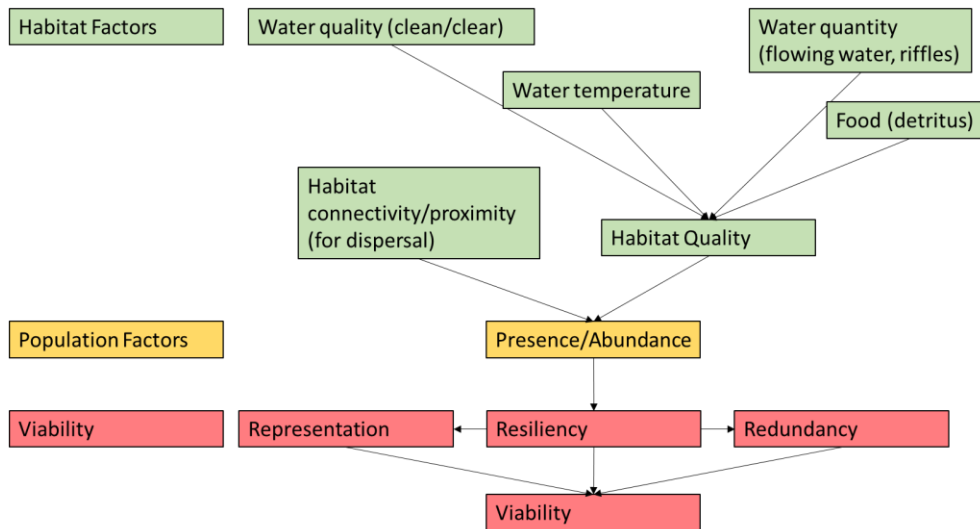 Habitat Factors
Water quality (clean/clear)
Water quantity
(flowing water, riffles)
Water temperature
Food (detritus)
Habitat
connectivity/proximity
(for dispersal)
Habitat Quality
Population Factors
Presence/Abundance
Viability
Representation
Resiliency
Redundancy
Viability